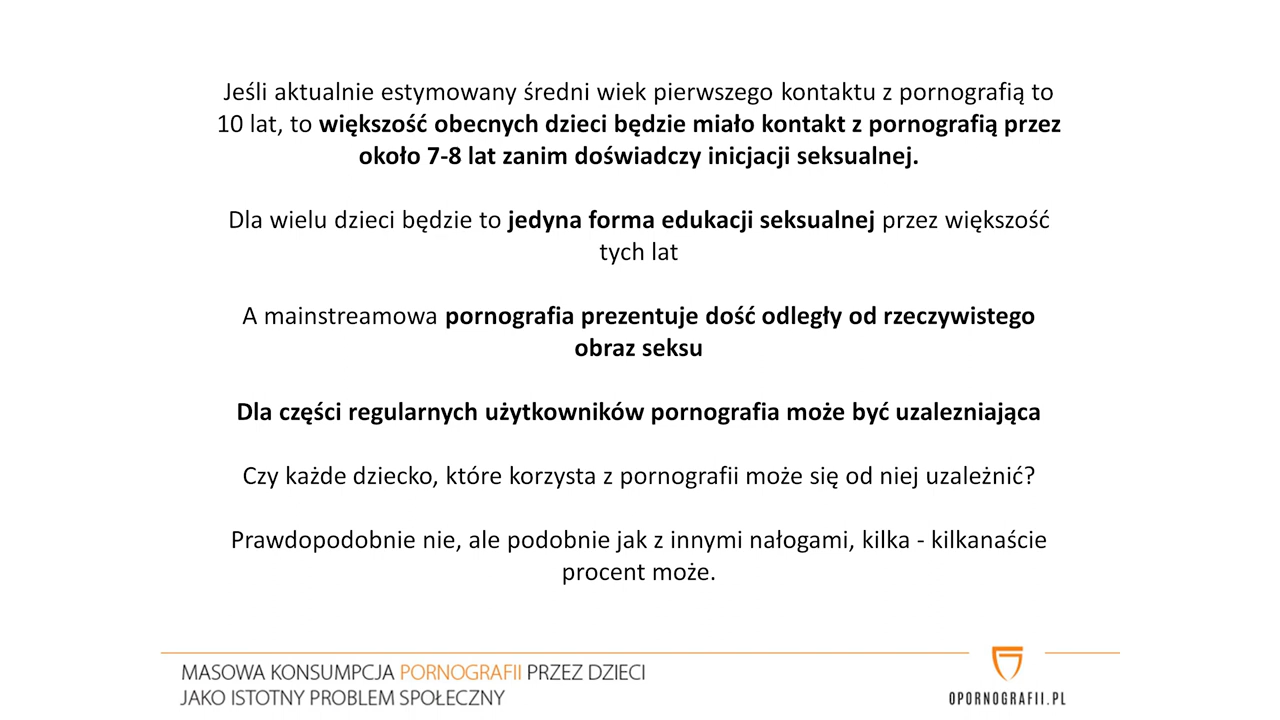 Jeśli aktualnie estymowany średni wiek pierwszego kontaktu z pornografią to
10 lat, to większość obecnych dzieci będzie miało kontakt z pornografią przez
około 7-8 lat zanim doświadczy inicjacji seksualnej.
Dla wielu dzieci będzie to jedyna forma edukacji seksualnej przez większość
tych lat
A mainstreamowa pornografia prezentuje dość odległy od rzeczywistego
obraz seksu
Dla części regularnych użytkowników pornografia może być uzalezniająca
Czy każde dziecko, które korzysta z pornografii może się od niej uzależnić?
Prawdopodobnie nie, ale podobnie jak z innymi nałogami, kilka - kilkanaście
procent może.
MASOWA KONSUMPCJA PORNOGRAFII PRZEZ DZIECI
JAKO ISTOTNY PROBLEM SPOŁECZNY
OPORNOGRAFII.PL